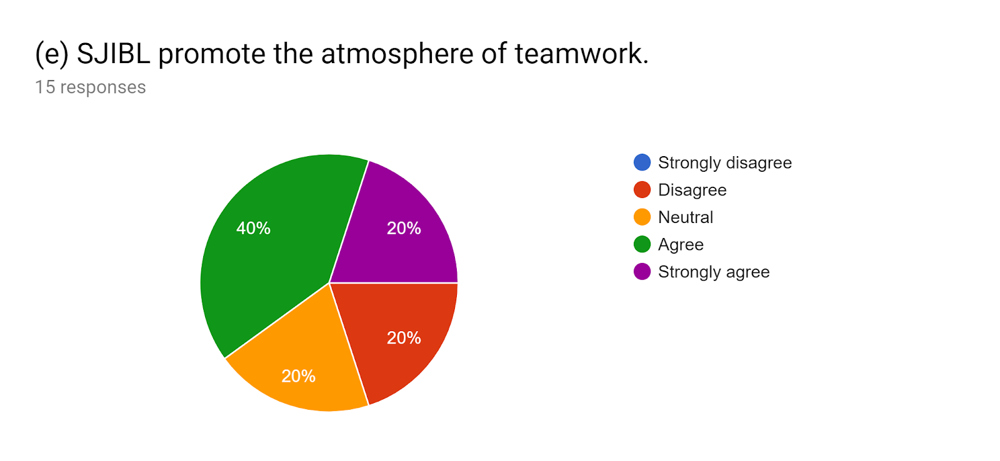 (e) SJIBL promote the atmosphere of teamwork.
15 responses
40%
20%
20%
20%
Strongly disagree
Disagree
Neutral
Agree
Strongly agree